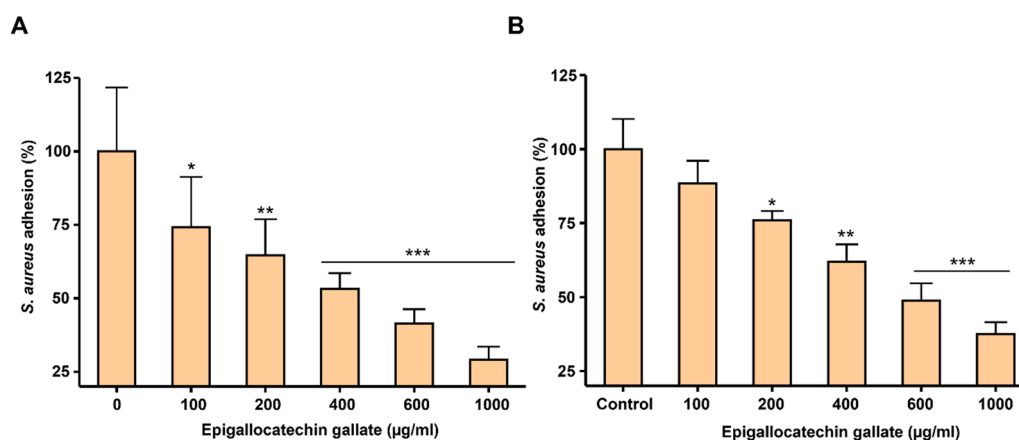 A
S. aureus adhesion (%)
125
100
75
50
25
*
**
***
0 100 200 400 600 1000
Epigallocatechin gallate (µg/ml)
B
S. aureus adhesion (%)
125
100
75
50
25
*
**
***
Control 100 200 400 600 1000
Epigallocatechin gallate (µg/ml)